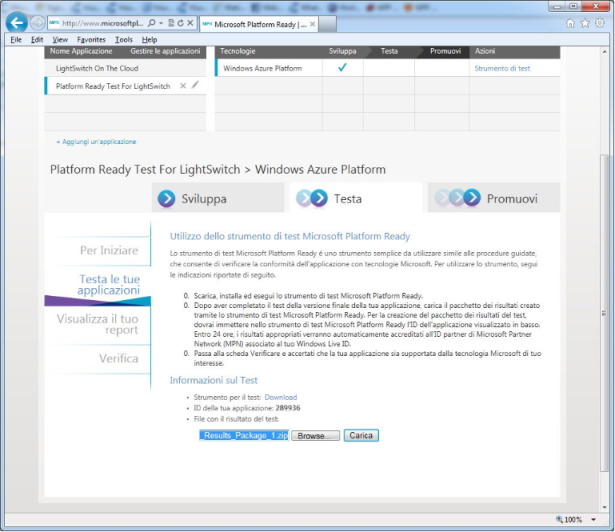 http://www.microsoftpl...
Microsoft Platform Ready | ...
File Edit View Favorites Tools Help
Nome Applicazione Gestire le applicazioni Tecnologie Sviluppa Testa Promuovi Azioni
LightSwitch On The Cloud Windows Azure Platform Strumento di test
Platform Ready Test For LightSwitch
+ Aggiungi un'applicazione
Platform Ready Test For LightSwitch > Windows Azure Platform
Sviluppa Testa Promuovi
Per Iniziare
Testa le tue
applicazioni
Visualizza il tuo
report
Verifica
Utilizzo dello strumento di test Microsoft Platform Ready
Lo strumento di test Microsoft Platform Ready é uno strumento semplice da utilizzare simile alle procedure guidate,
che consente di verificare la conformità dell'applicazione con tecnologie Microsoft. Per utilizzare lo strumento, segui
le indicazioni riportate di seguito.
0. Scarica, installa ed esegui lo strumento di test Microsoft Platform Ready.
0. Dopo aver completato il test della versione finale della tua applicazione, carica il pacchetto dei risultati creato
tramite lo strumento di test Microsoft Platform Ready. Per la creazione del pacchetto dei risultati del test,
dovrai immettere nello strumento di test Microsoft Platform Ready l'ID dell'applicazione visualizzato in basso.
Entro 24 ore, i risultati appropriati verranno automaticamente accreditati all'ID partner di Microsoft Partner
Network (MPN) associato al tuo Windows Live ID.
0. Passa alla scheda Verificare e accertati che la tua applicazione sia supportata dalla tecnologia Microsoft di tuo
interesse.
Informazioni sul Test
• Strumento per il test: Download
• ID della tua applicazione: 289936
• File con il risultato del test:
_Results_Package_1.zip Browse... Carica
100%